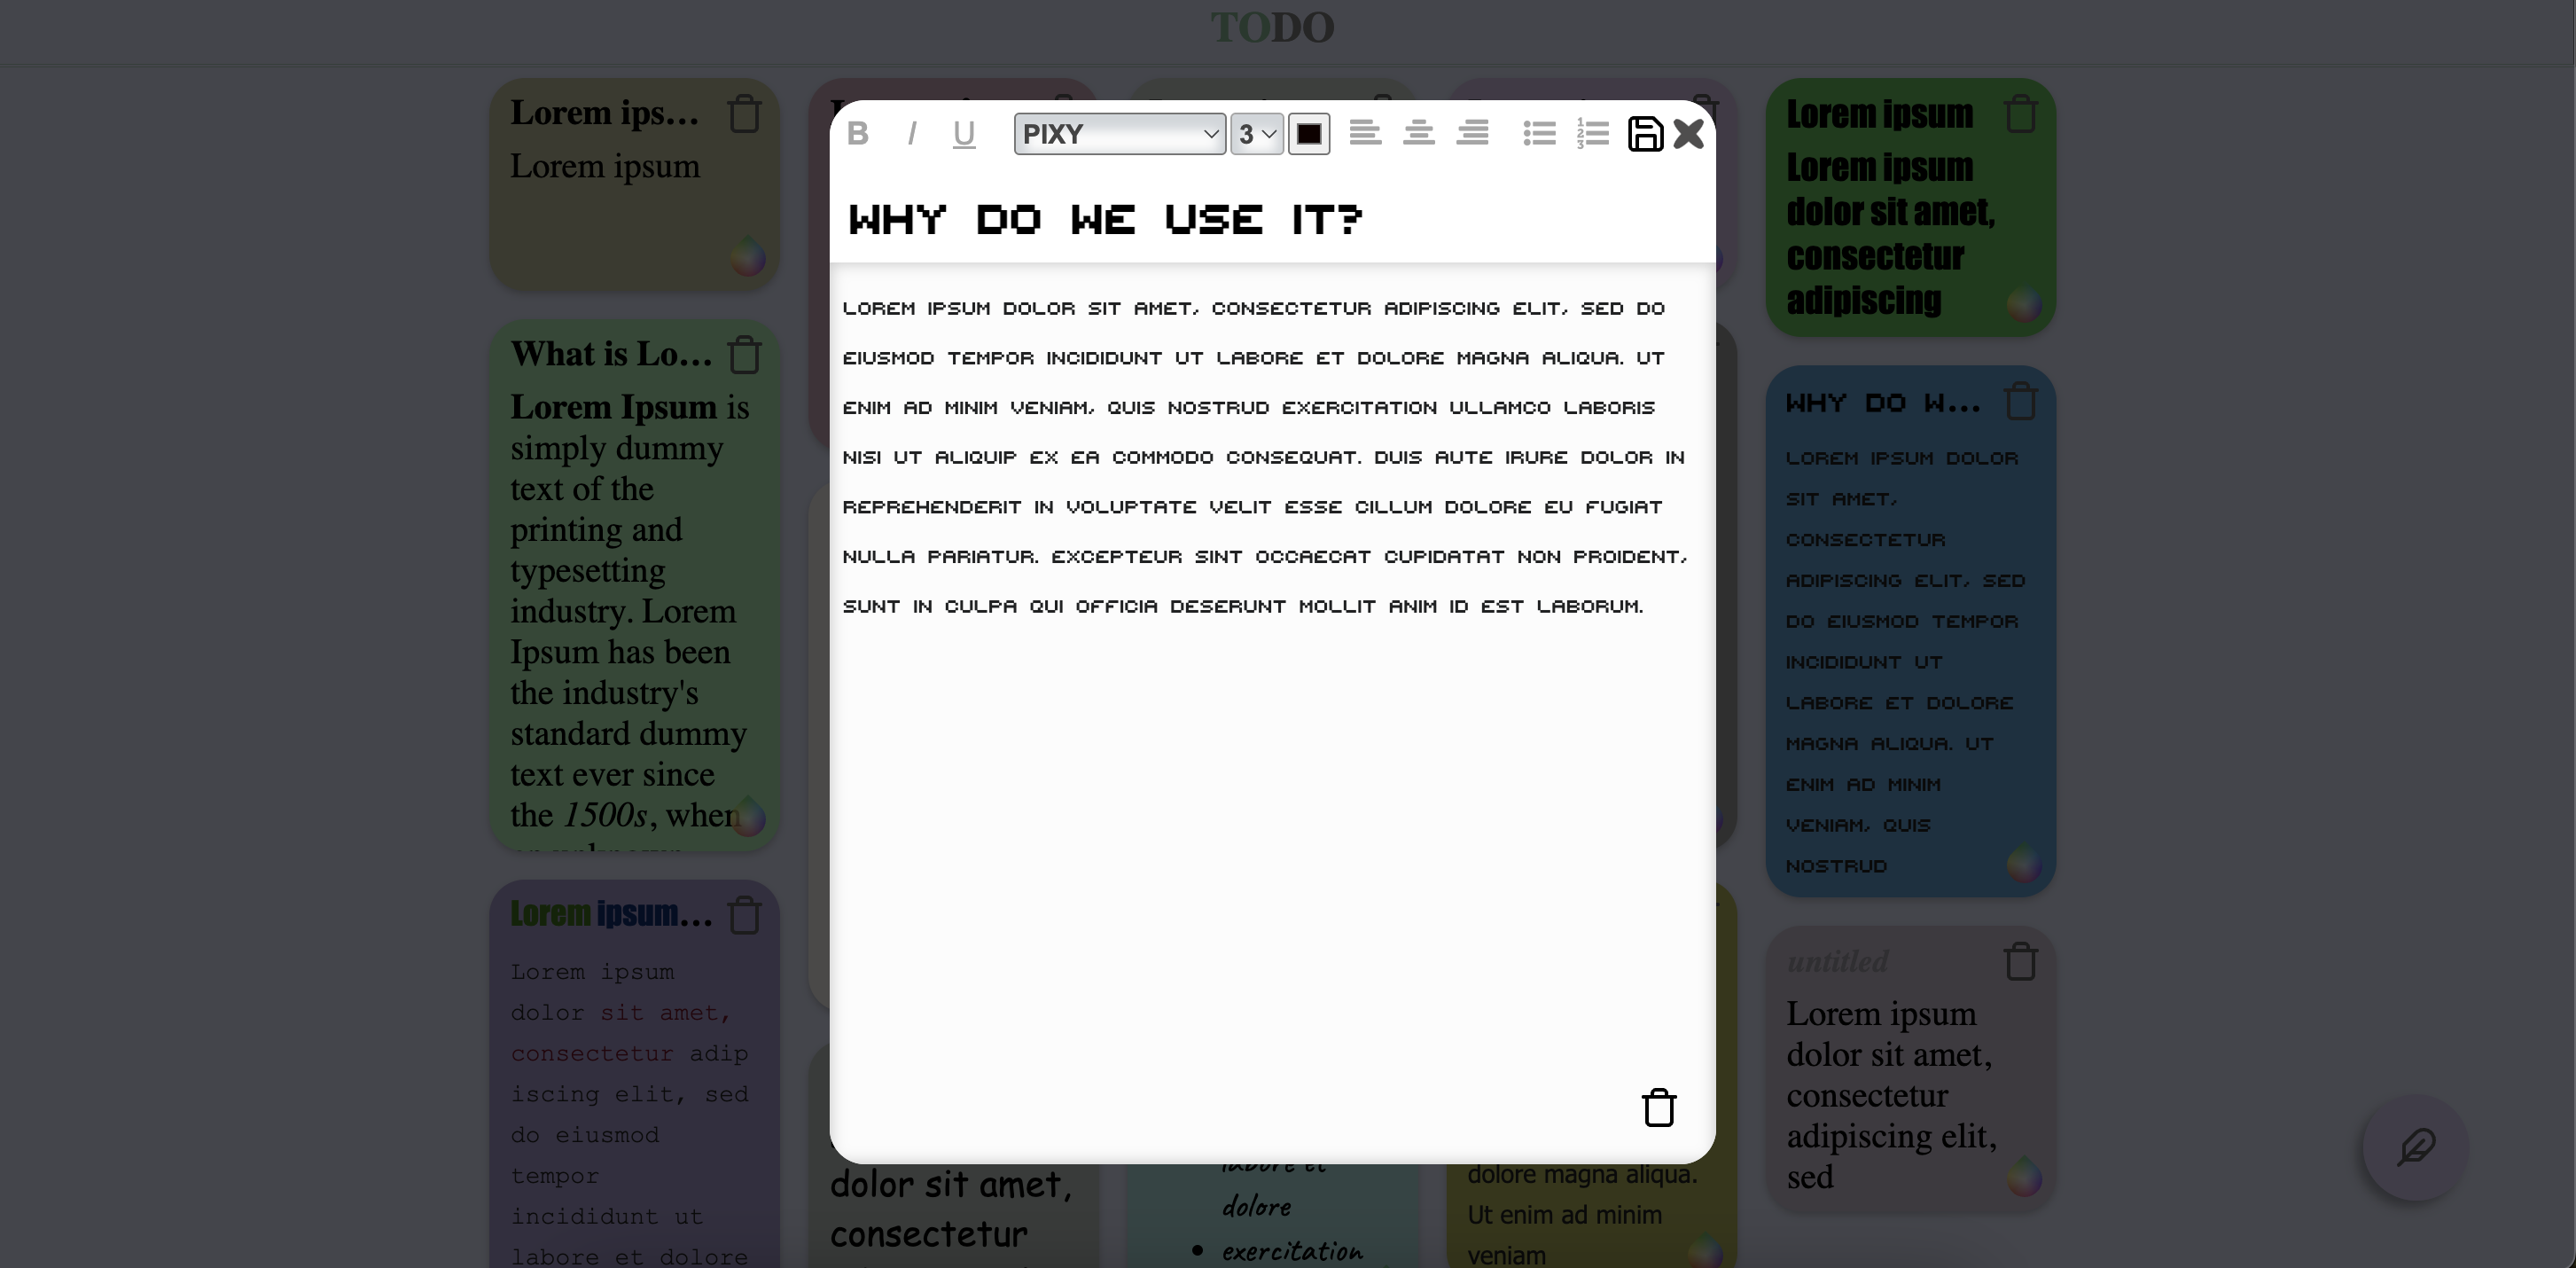 TODO
Lorem ips...
Lorem ipsum
What is Lo...
Lorem Ipsum is
simply dummy
text of the
printing and
typesetting
industry. Lorem
Ipsum has been
the industry's
standard dummy
text ever since
the 1500s, when
Lorem ipsum...
Lorem ipsum
dolor sit amet,
consectetur adip
iscing elit, sed
do eiusmod
tempor
incididunt ut
labore et dolore
B I U PIXY 3
WHY DO WE USE IT?
LOREM IPSUM DOLOR SIT AMET, CONSECTETUR ADIPISCING ELIT, SED DO
EIUSMOD TEMPOR INCIDIDUNT UT LABORE ET DOLORE MAGNA ALIQUA. UT
ENIM AD MINIM VENIAM, QUIS NOSTRUD EXERCITATION ULLAMCO LABORIS
NISI UT ALIQUIP EX EA COMMODO CONSEQUAT. DUIS AUTE IRURE DOLOR IN
REPREHENDERIT IN VOLUPTATE VELIT ESSE CILLUM DOLORE EU FUGIAT
NULLA PARIATUR. EXCEPTEUR SINT OCCAECAT CUPIDATAT NON PROIDENT,
SUNT IN CULPA QUI OFFICIA DESERUNT MOLLIT ANIM ID EST LABORUM.
dolor sit amet,
consectetur
labore et
dolore
• exercitation
dolore magna aliqua.
Ut enim ad minim
veniam
Lorem ipsum
Lorem ipsum
dolor sit amet,
consectetur
adipiscing
WHY DO W...
LOREM IPSUM DOLOR
SIT AMET,
CONSECTETUR
ADIPISCING ELIT, SED
DO EIUSMOD TEMPOR
INCIDIDUNT UT
LABORE ET DOLORE
MAGNA ALIQUA. UT
ENIM AD MINIM
VENIAM, QUIS
NOSTRUD
untitled
Lorem ipsum
dolor sit amet,
consectetur
adipiscing elit,
sed